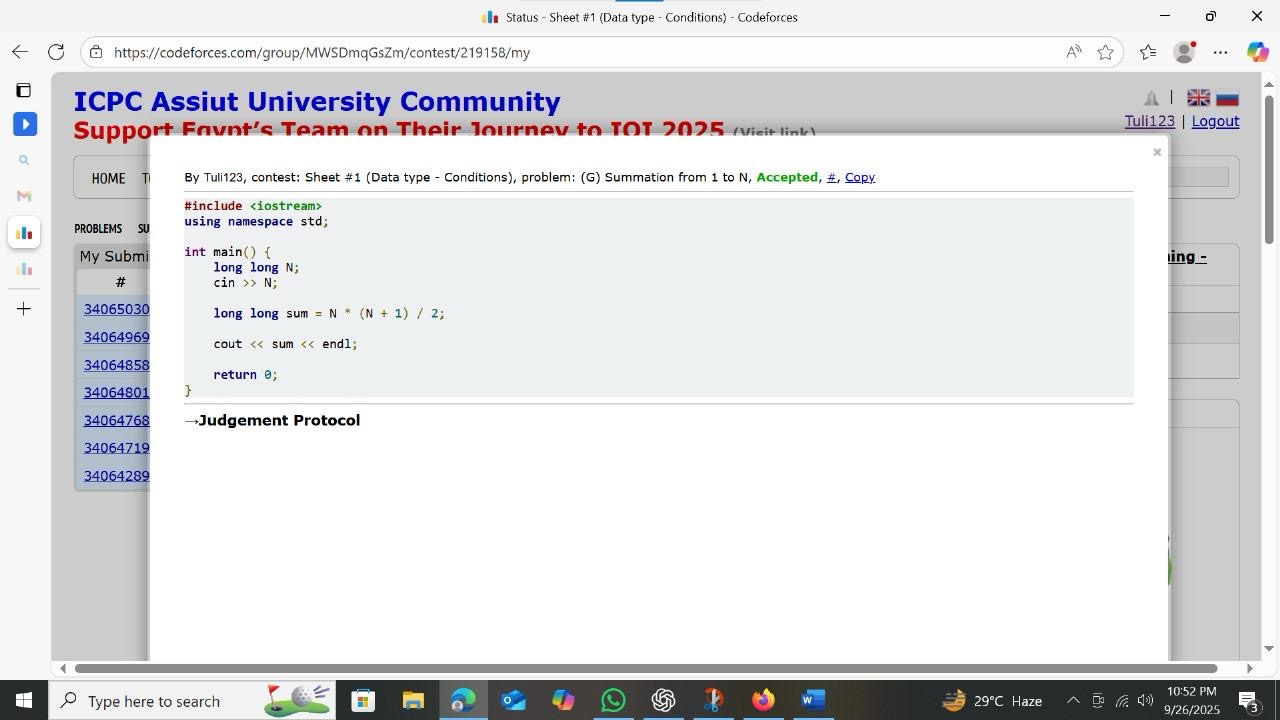 Status - Sheet #1 (Data type - Conditions) - Codeforces
https://codeforces.com/group/MWSDmqGsZm/contest/219158/my
ICPC Assiut University Community
Support Egypt's Team on Their Journey to IOI 2025 (Visit link)
Tuli123 | Logout
HOME
By Tuli123, contest: Sheet #1 (Data type - Conditions), problem: (G) Summation from 1 to N, Accepted, #, Copy
#include <iostream>
using namespace std;
int main() {
long long N;
cin >> N;
long long sum = N * (N + 1) / 2;
cout << sum << endl;
return 0;
}
→Judgement Protocol
PROBLEMS SU
My Submi
#
34065030
34064969
34064858
34064801
34064768
34064719
34064289
ing -
Type here to search
29°C Haze
10:52 PM
9/26/2025
3